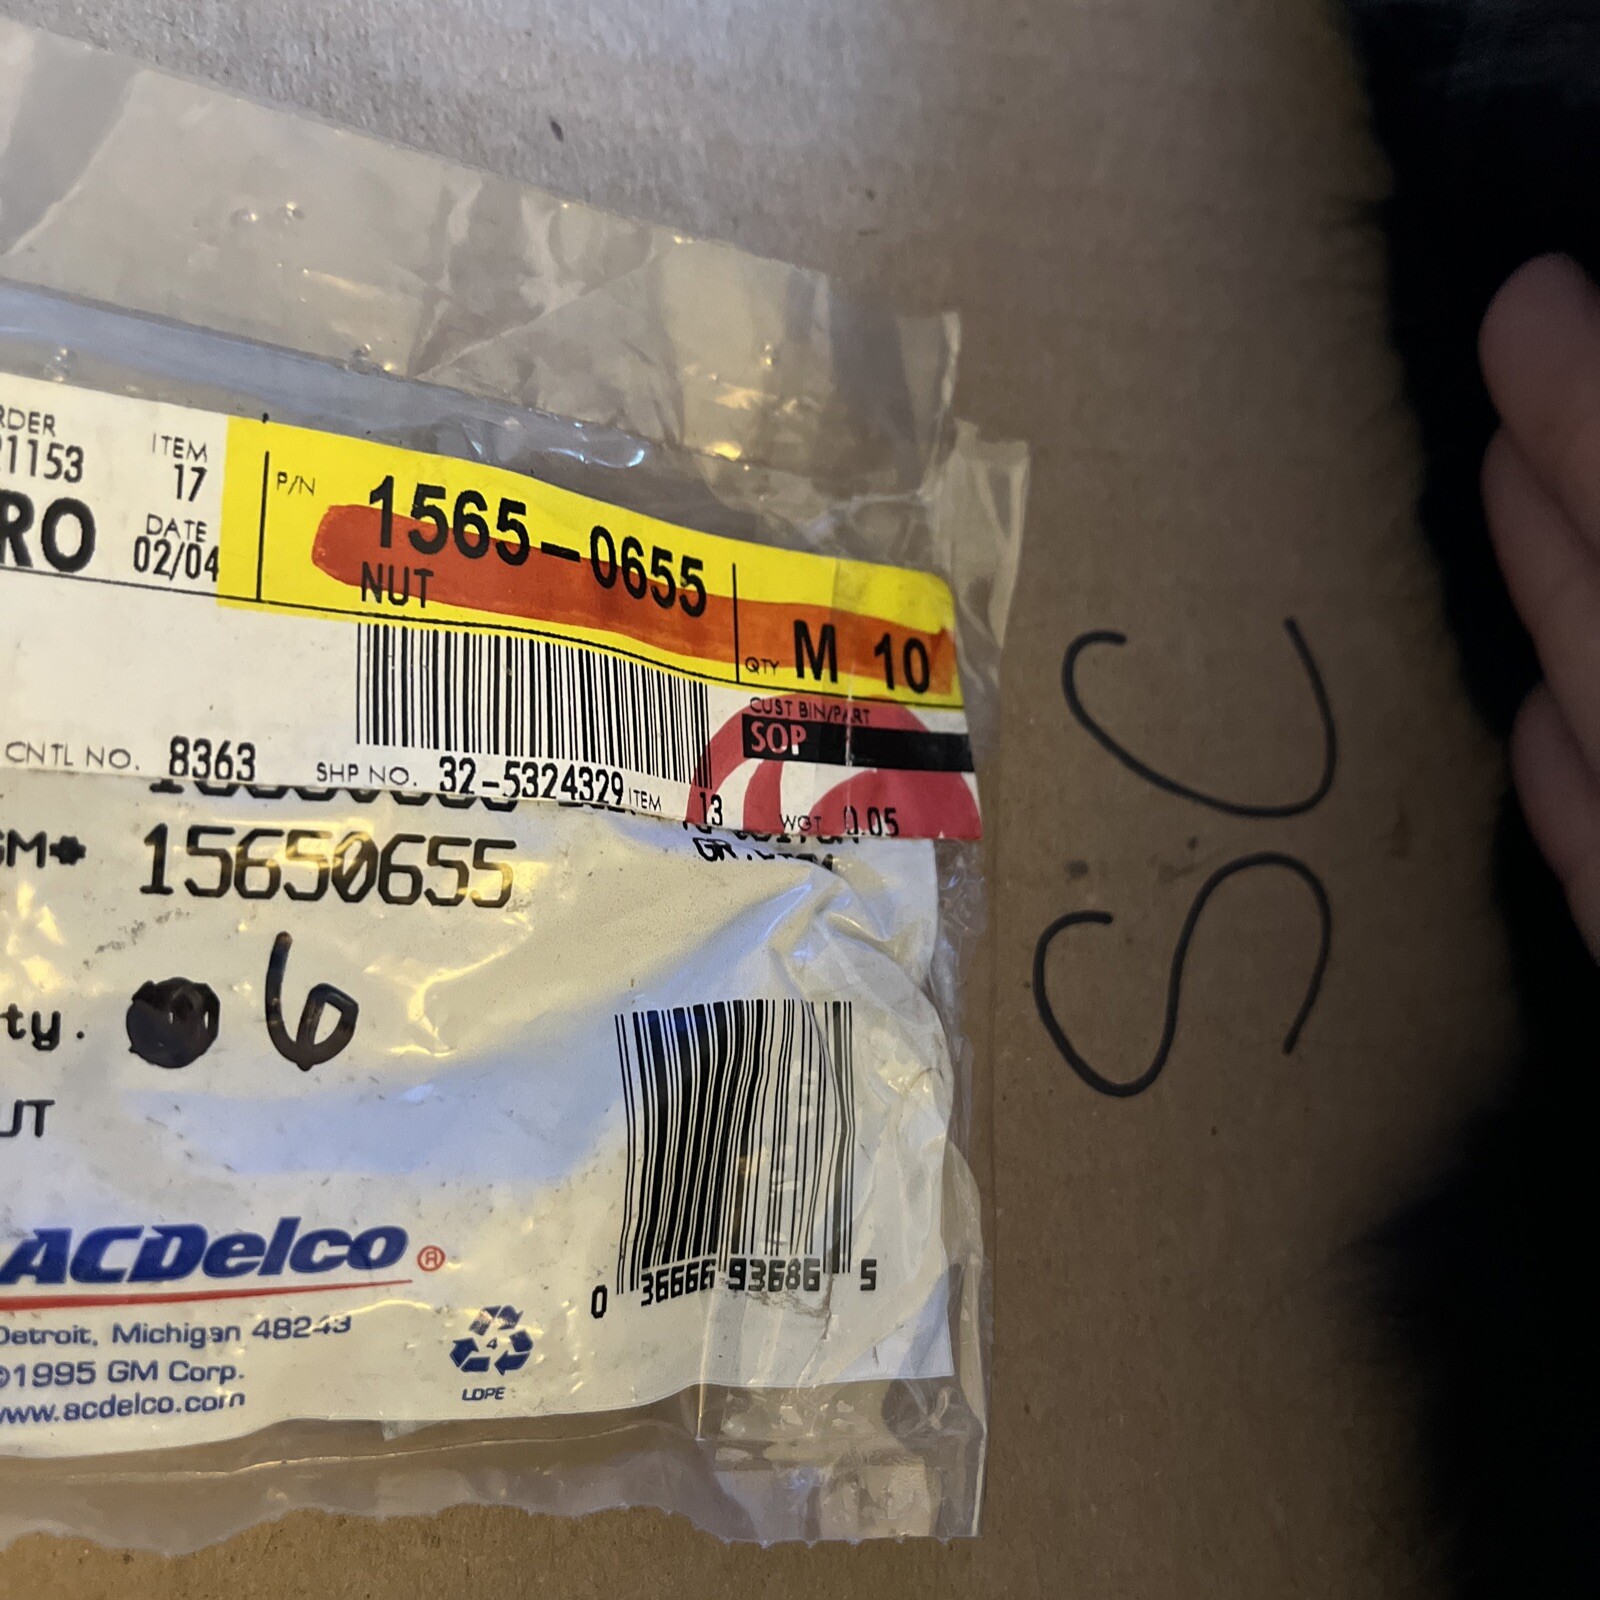 RDER
21153
ITEM
17
P/N 1565-0655
RO
DATE
02/04
NUT
QTY M 10
CUST BIN/PART
SOP
CNTL NO. 8363 SHP NO. 32-5324329 ITEM 13 WGT 0.05
GM* 15650655
ty. 6
UT
ACDelco®
0 36666 93686 5
Detroit, Michigan 48243
©1995 GM Corp.
www.acdelco.com
4
LDPE
SC